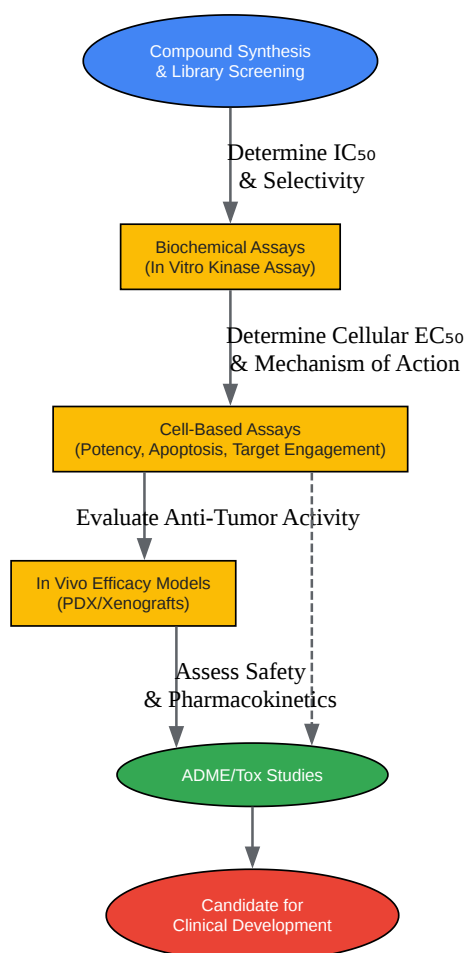 Compound Synthesis
& Library Screening
Determine IC₅₀
& Selectivity
Biochemical Assays
(In Vitro Kinase Assay)
Determine Cellular EC₅₀
& Mechanism of Action
Cell-Based Assays
(Potency, Apoptosis, Target Engagement)
Evaluate Anti-Tumor Activity
In Vivo Efficacy Models
(PDX/Xenografts)
Assess Safety
& Pharmacokinetics
ADME/Tox Studies
Candidate for
Clinical Development